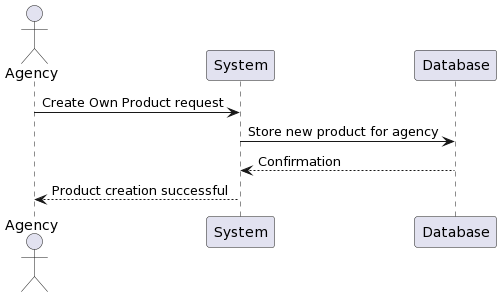 Agency
System
Database
Create Own Product request
Store new product for agency
Confirmation
Product creation successful
Agency
System
Database